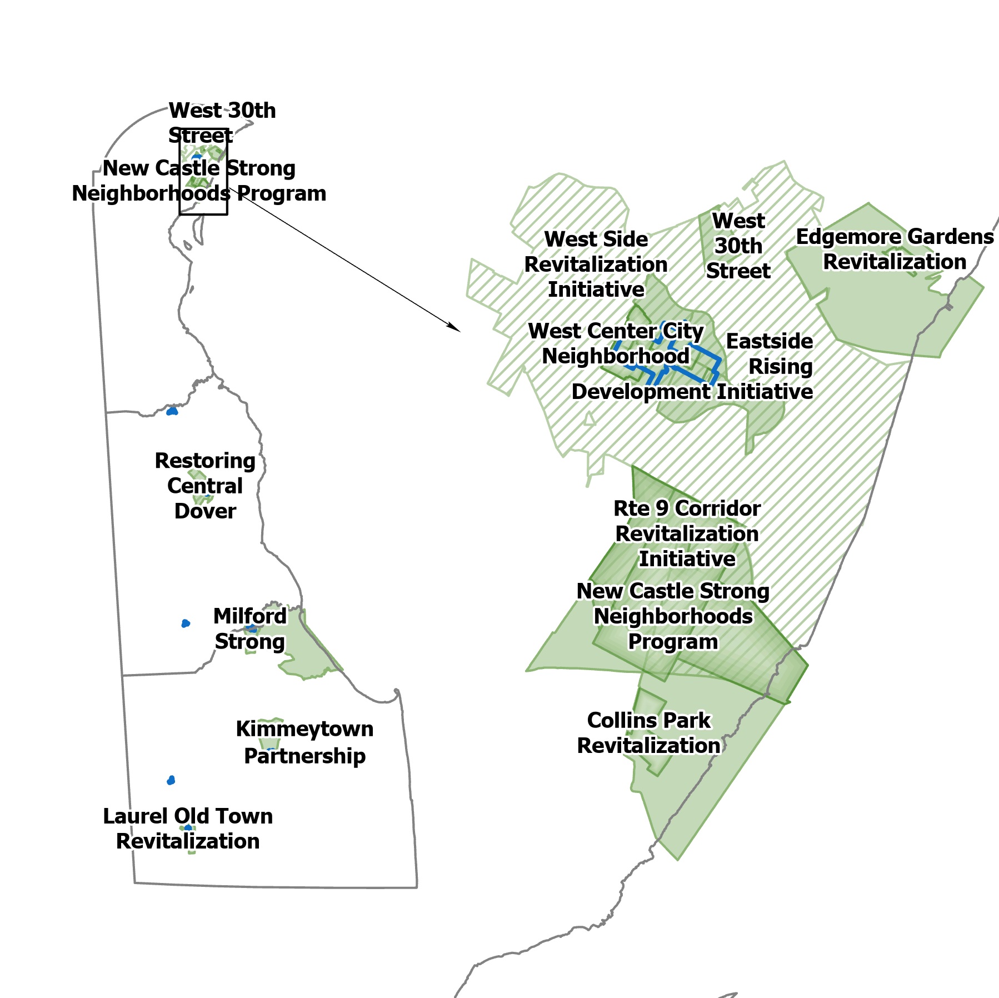 West 30th
Street
New Castle Strong
Neighborhoods Program
Restoring
Central
Dover
Milford
Strong
Kimmeytown
Partnership
Laurel Old Town
Revitalization
West Side
Revitalization
Initiative
West
30th
Street
Edgemore Gardens
Revitalization
West Center City
Neighborhood
Eastside
Rising
Development Initiative
Rte 9 Corridor
Revitalization
Initiative
New Castle Strong
Neighborhoods
Program
Collins Park
Revitalization